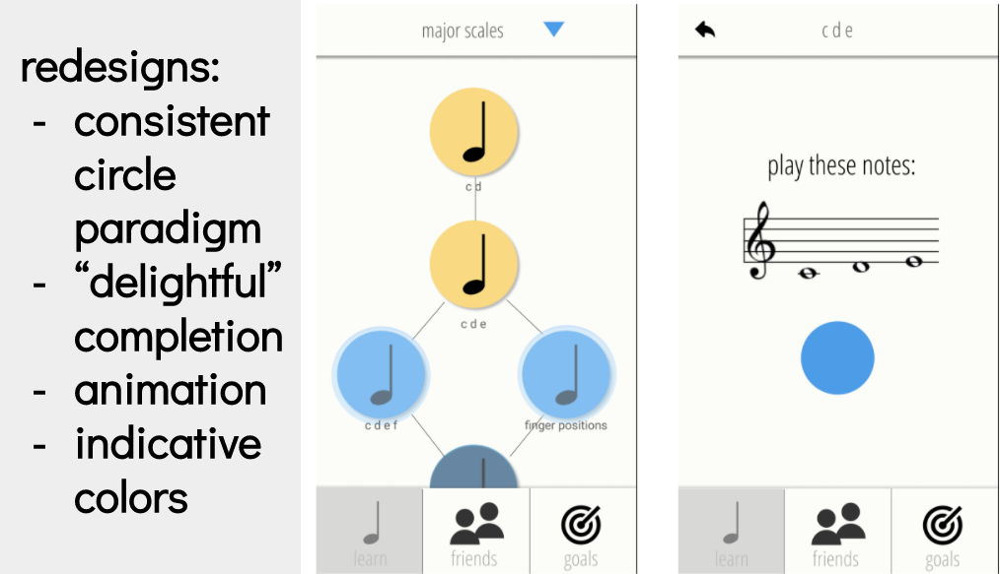 redesigns:
- consistent
circle
paradigm
- “delightful”
completion
- animation
- indicative
colors
major scales
c d
c d e
c d e f
finger positions
learn
friends
goals
c d e
play these notes:
learn
friends
goals